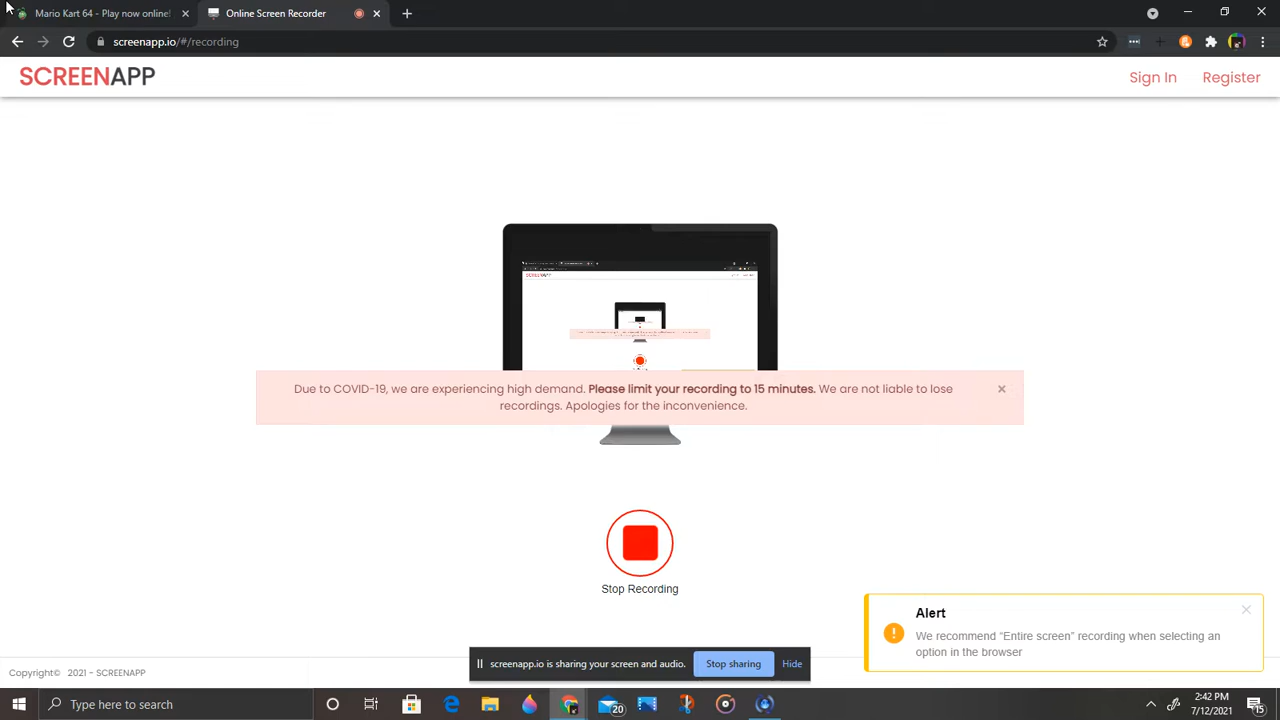 Mario Kart 64 - Play now online!
Online Screen Recorder
screenapp.io/#/recording
SCREENAPP
Sign In
Register
Due to COVID-19, we are experiencing high demand. Please limit your recording to 15 minutes. We are not liable to lose
recordings. Apologies for the inconvenience.
Stop Recording
Alert
We recommend "Entire screen" recording when selecting an
option in the browser
screenapp.io is sharing your screen and audio.
Stop sharing
Hide
Copyright© 2021 - SCREENAPP
Type here to search
20
2:42 PM
7/12/2021
15